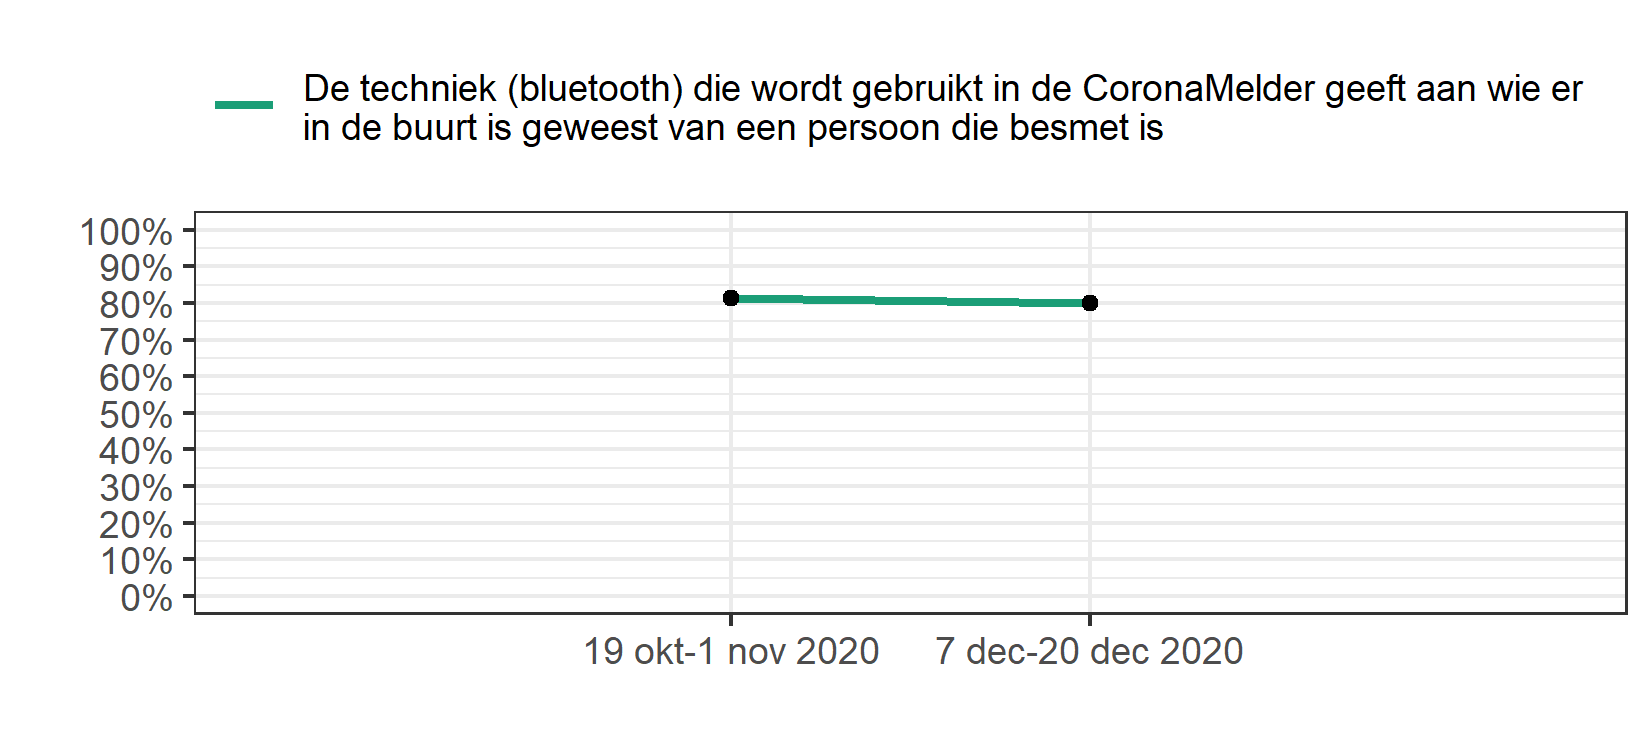 De techniek (bluetooth) die wordt gebruikt in de CoronaMelder geeft aan wie er
in de buurt is geweest van een persoon die besmet is
100%
90%
80%
70%
60%
50%
40%
30%
20%
10%
0%
19 okt-1 nov 2020
7 dec-20 dec 2020